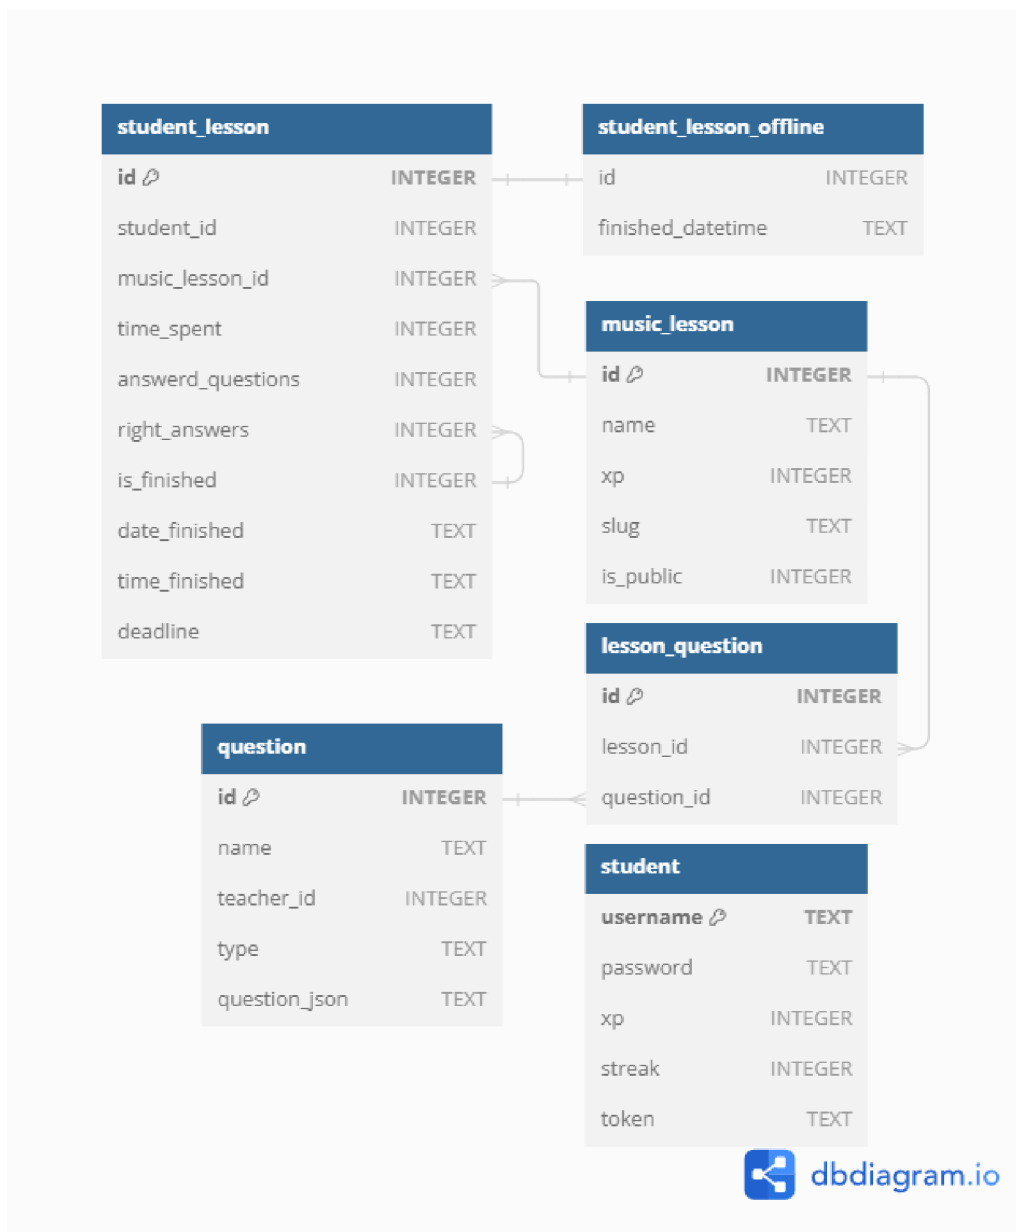 student_lesson
id INTEGER
student_id INTEGER
music_lesson_id INTEGER
time_spent INTEGER
answerd_questions INTEGER
right_answers INTEGER
is_finished INTEGER
date_finished TEXT
time_finished TEXT
deadline TEXT
student_lesson_offline
id INTEGER
finished_datetime TEXT
music_lesson
id INTEGER
name TEXT
xp INTEGER
slug TEXT
is_public INTEGER
lesson_question
id INTEGER
lesson_id INTEGER
question_id INTEGER
question
id INTEGER
name TEXT
teacher_id INTEGER
type TEXT
question_json TEXT
student
username TEXT
password TEXT
xp INTEGER
streak INTEGER
token TEXT
dbdiagram.io